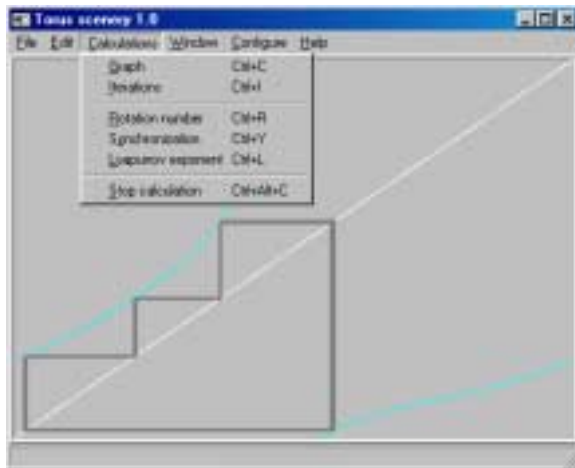 Torus scenery 1.0
File Edit Calculations Window Configure Help
Graph Ctrl+C
Iterations Ctrl+I
Rotation number Ctrl+R
Synchronization Ctrl+Y
Lyapunov exponent Ctrl+L
Stop calculation Ctrl+Alt+C